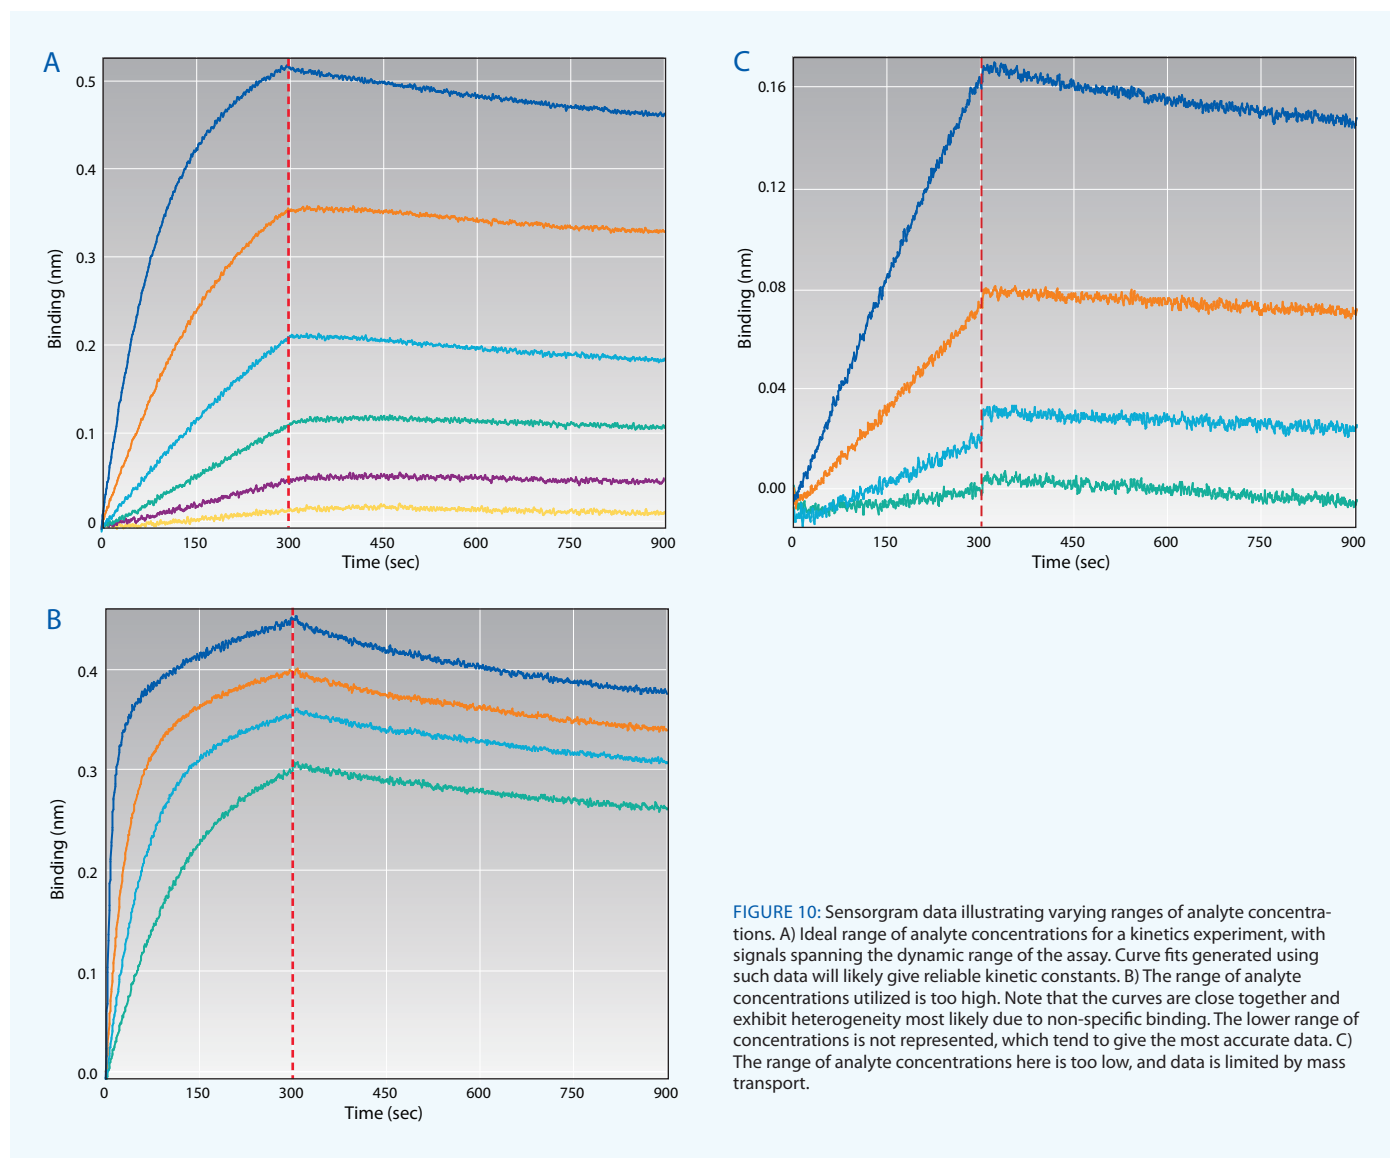 A
0.5
0.4
0.3
0.2
0.1
0
Binding (nm)
0 150 300 450 600 750 900
Time (sec)
C
0.16
0.12
0.08
0.04
0.00
Binding (nm)
0 150 300 450 600 750 900
Time (sec)
B
0.4
0.3
0.2
0.1
0.0
Binding (nm)
0 150 300 450 600 750 900
Time (sec)
FIGURE 10: Sensorgram data illustrating varying ranges of analyte concentra-
tions. A) Ideal range of analyte concentrations for a kinetics experiment, with
signals spanning the dynamic range of the assay. Curve fits generated using
such data will likely give reliable kinetic constants. B) The range of analyte
concentrations utilized is too high. Note that the curves are close together and
exhibit heterogeneity most likely due to non-specific binding. The lower range of
concentrations is not represented, which tend to give the most accurate data. C)
The range of analyte concentrations here is too low, and data is limited by mass
transport.